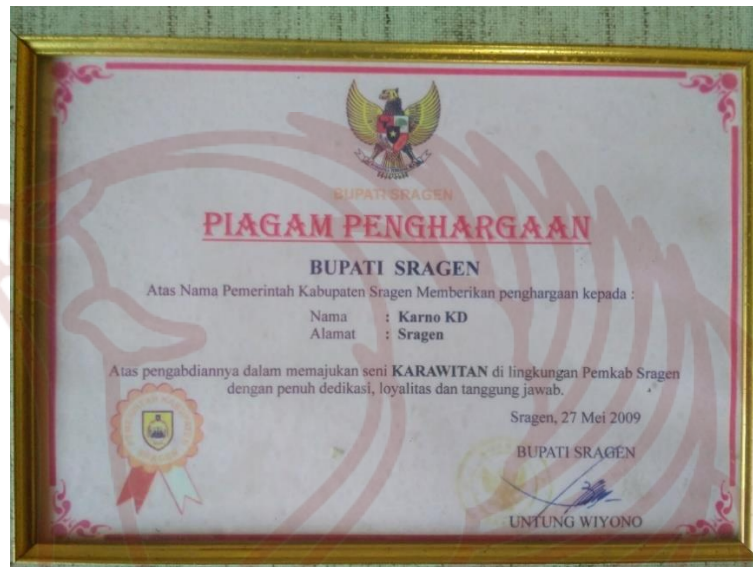 BUPATI SRAGEN
PIAGAM PENGHARGAAN
BUPATI SRAGEN
Atas Nama Pemerintah Kabupaten Sragen Memberikan penghargaan kepada :
Nama : Karno KD
Alamat : Sragen
Atas pengabdiannya dalam memajukan seni KARAWITAN di lingkungan Pemkab Sragen
dengan penuh dedikasi, loyalitas dan tanggung jawab.
Sragen, 27 Mei 2009
BUPATI SRAGEN
UNTUNG WIYONO